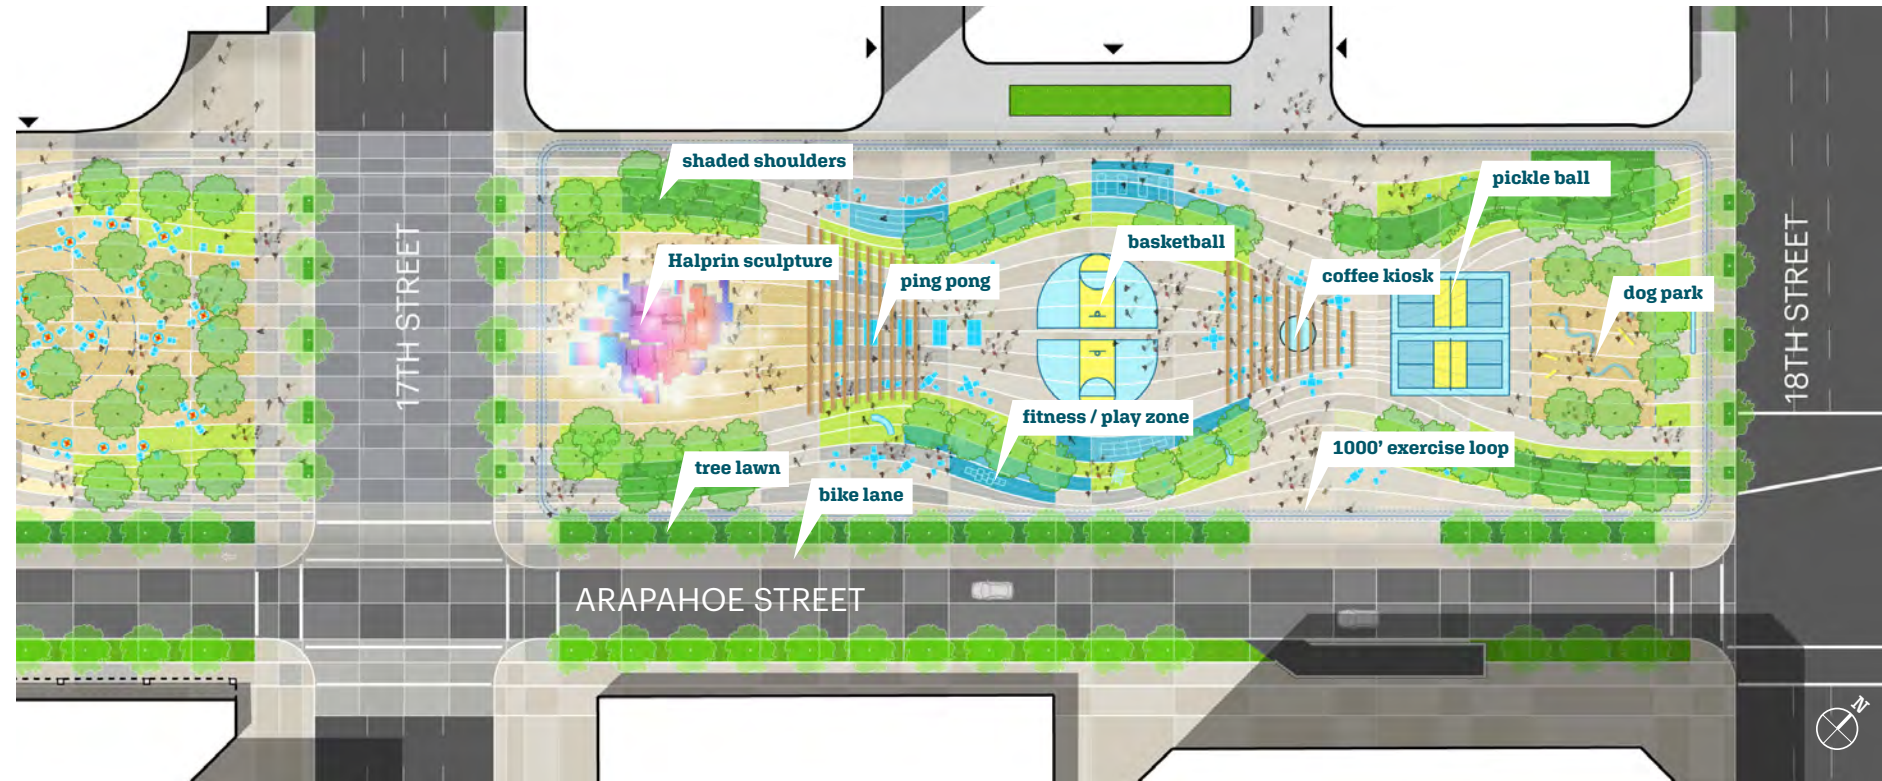 shaded shoulders
pickle ball
Halprin sculpture
basketball
ping pong
coffee kiosk
dog park
17TH STREET
18TH STREET
fitness / play zone
1000’ exercise loop
tree lawn
bike lane
ARAPAHOE STREET
N